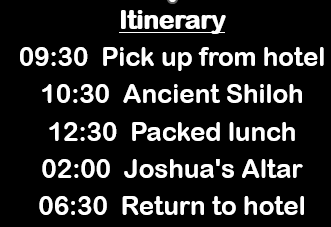 Itinerary
09:30 Pick up from hotel
10:30 Ancient Shiloh
12:30 Packed lunch
02:00 Joshua's Altar
06:30 Return to hotel